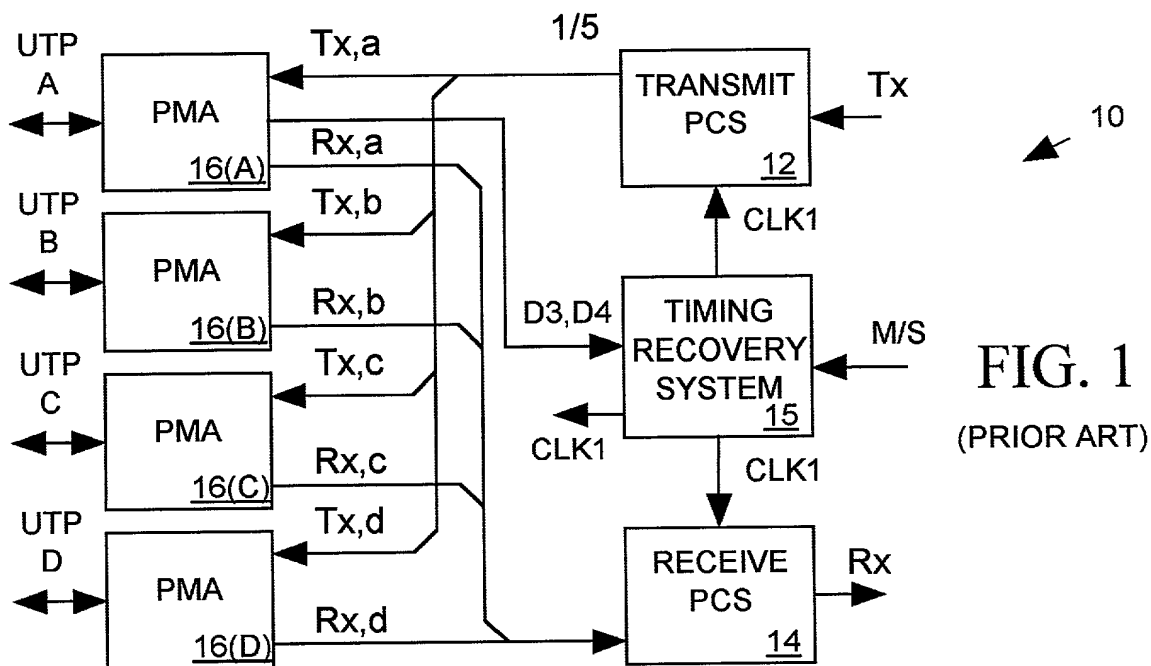 1/5
UTP
A
PMA
16(A)
Tx,a
Rx,a
TRANSMIT
PCS
12
Tx
10
CLK1
UTP
B
PMA
16(B)
Tx,b
Rx,b
D3,D4
TIMING
RECOVERY
SYSTEM
15
M/S
CLK1
CLK1
FIG. 1
(PRIOR ART)
UTP
C
PMA
16(C)
Tx,c
Rx,c
UTP
D
PMA
16(D)
Tx,d
Rx,d
RECEIVE
PCS
14
Rx